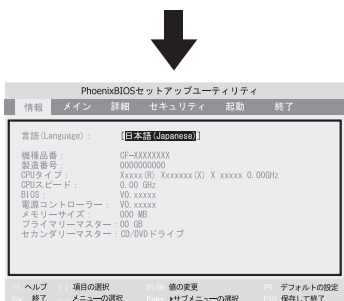 PhoenixBIOSセットアップユーティリティ
情報 メイン 詳細 セキュリティ 起動 終了
言語(Language) : [日本語(Japanese)]
機種品番 : CF-XXXXXXXX
製造番号 : 0000000000
CPUタイプ : Xxxxx(R) Xxxxxxx(X) X xxxxx 0.00GHz
CPUスピード : 0.00 GHz
BIOS : V0.xxxxx
電源コントローラー : V0.xxxxx
メモリーサイズ : 000 MB
プライマリーマスター : 00 GB
セカンダリーマスター : CD/DVDドライブ
F1 ヘルプ ↑↓ 項目の選択 F5/F6 値の変更 F9 デフォルトの設定
Esc 終了 ←→ メニューの選択 Enter ▶サブメニューの選択 F10 保存して終了